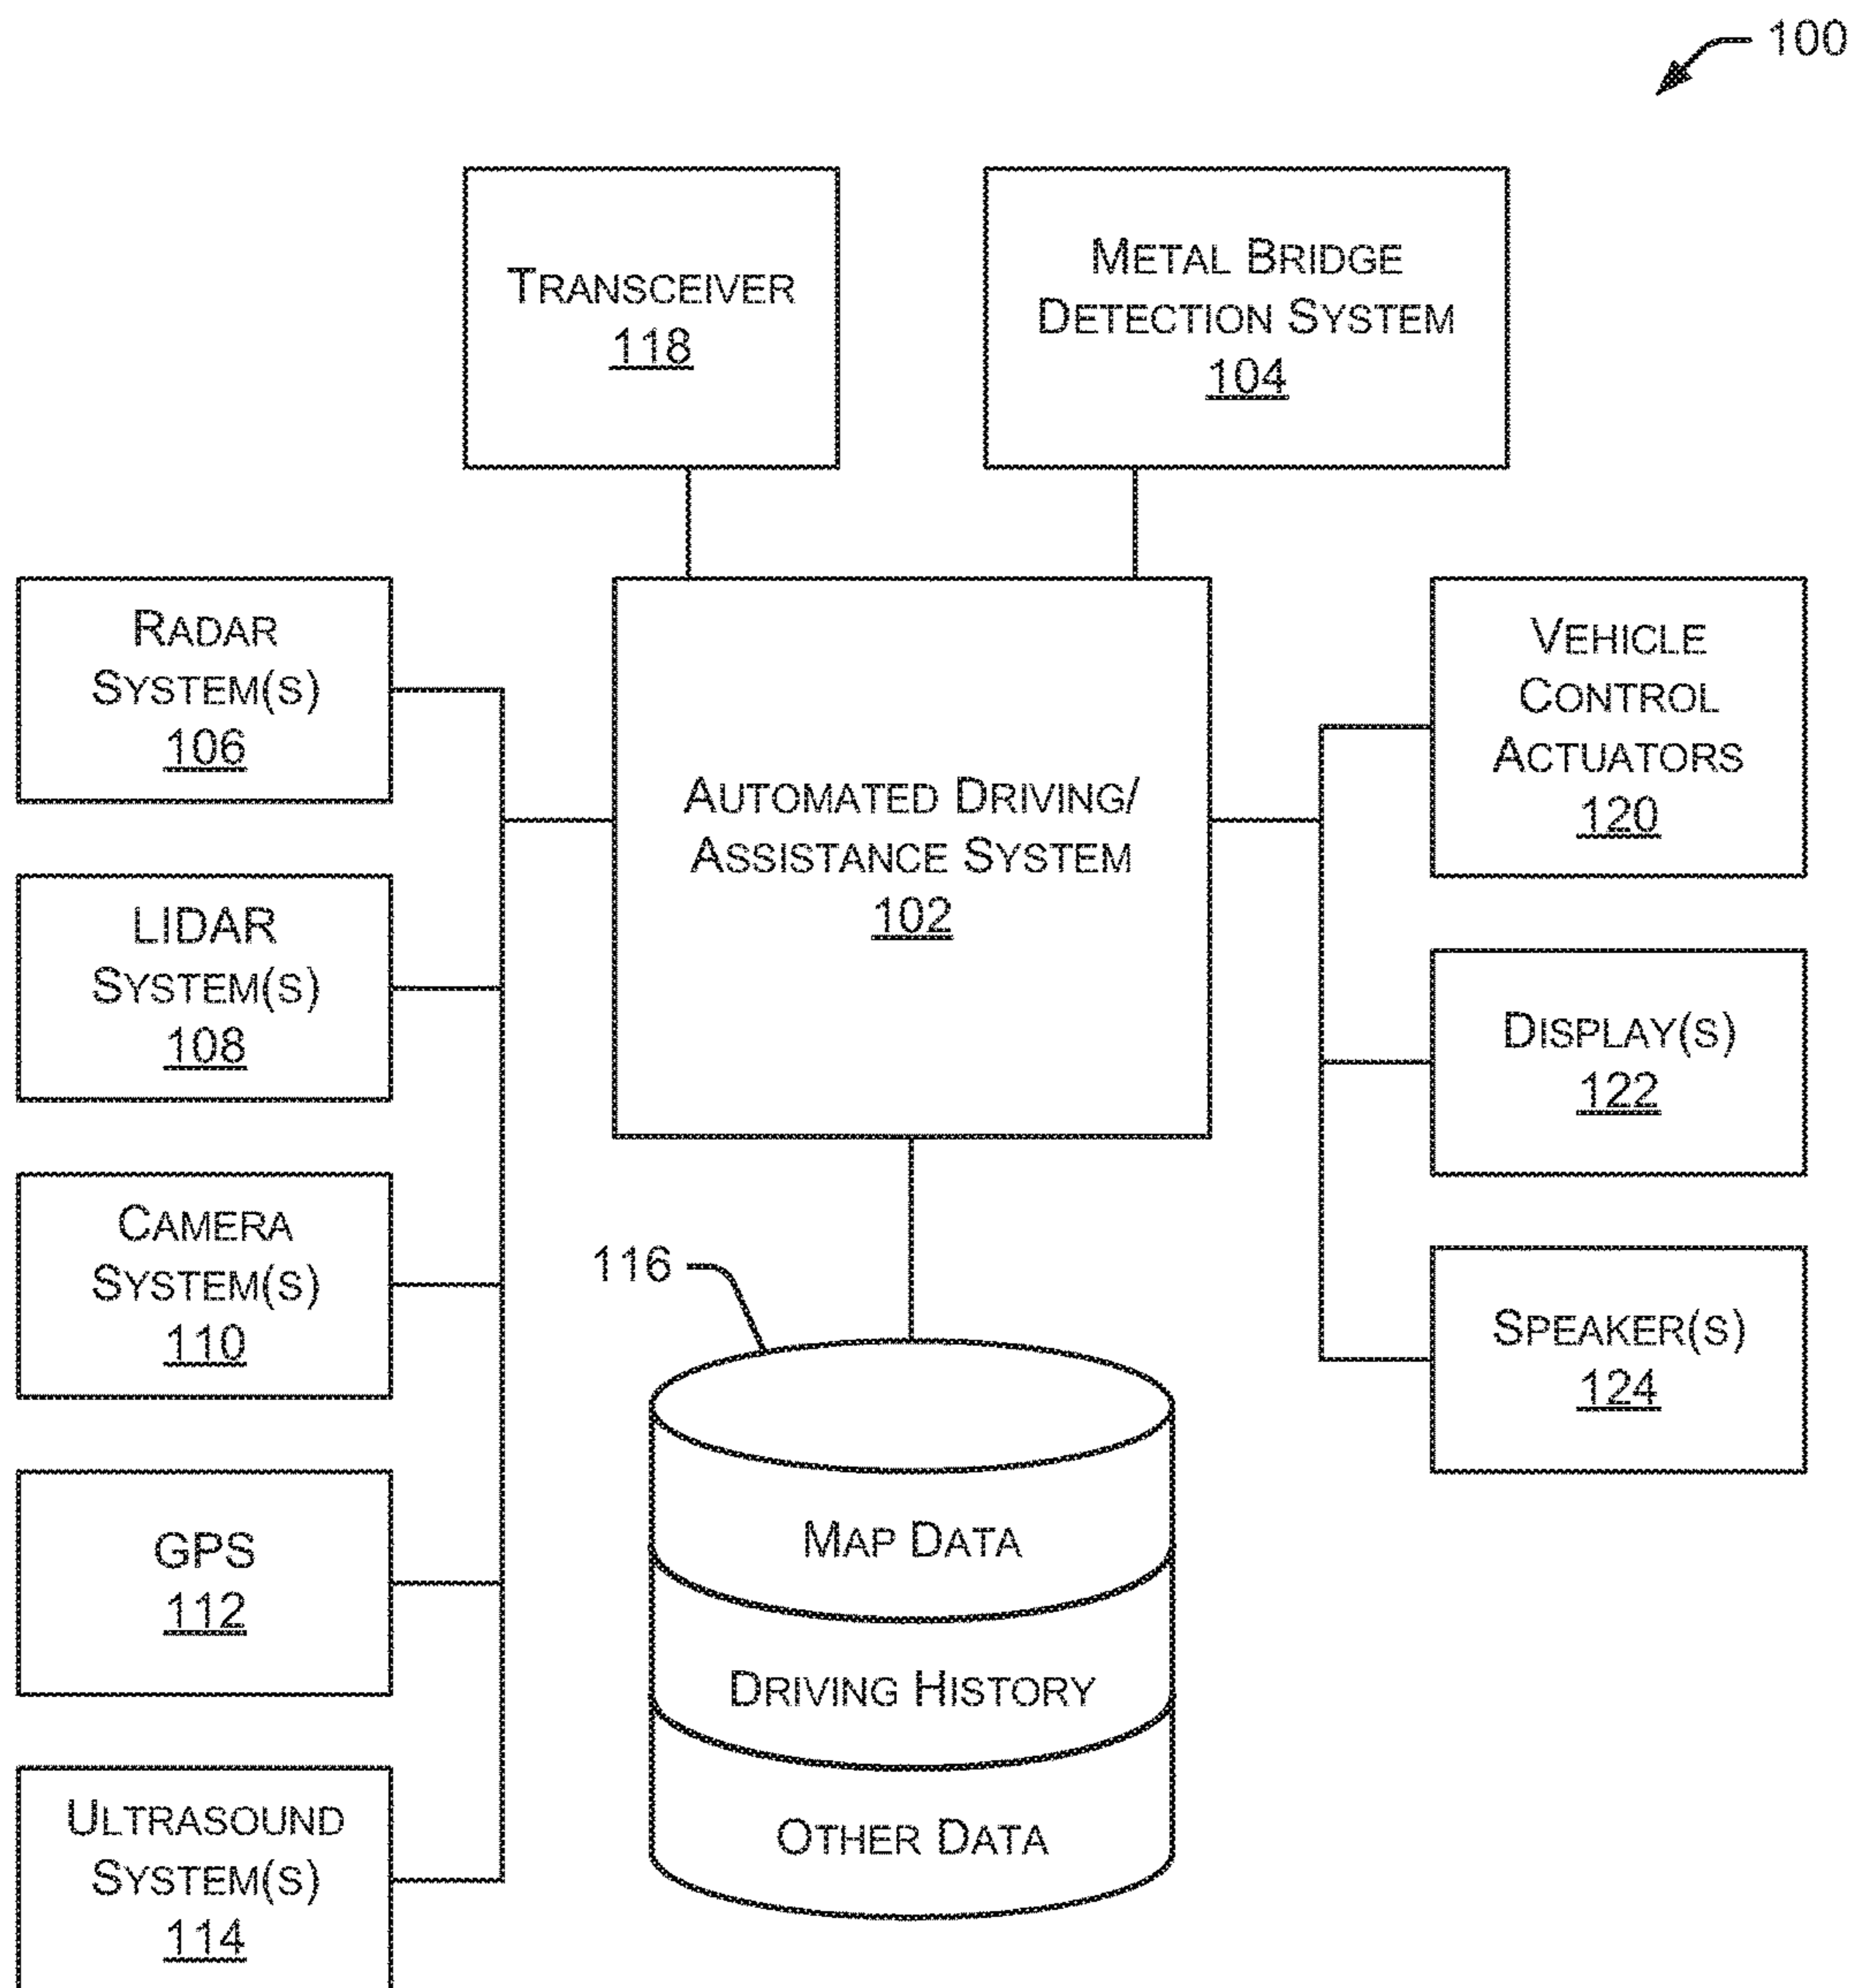 100
TRANSCEIVER
118
METAL BRIDGE
DETECTION SYSTEM
104
RADAR
SYSTEM(S)
106
LIDAR
SYSTEM(S)
108
CAMERA
SYSTEM(S)
110
GPS
112
ULTRASOUND
SYSTEM(S)
114
AUTOMATED DRIVING/
ASSISTANCE SYSTEM
102
116
MAP DATA
DRIVING HISTORY
OTHER DATA
VEHICLE
CONTROL
ACTUATORS
120
DISPLAY(S)
122
SPEAKER(S)
124